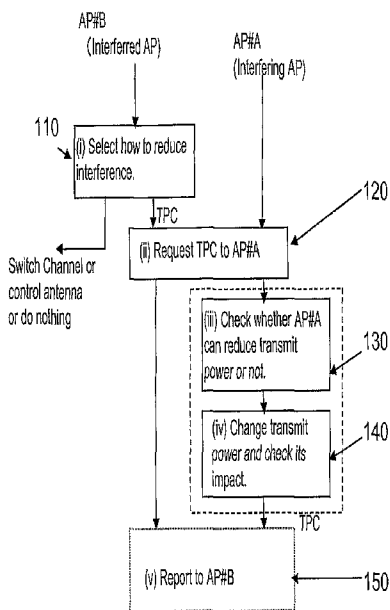 AP#B
(Interferred AP)
AP#A
(Interfering AP)
110
(i) Select how to reduce
interference.
TPC
120
(ii) Request TPC to AP#A
Switch Channel or
control antenna
or do nothing
(iii) Check whether AP#A
can reduce transmit
power or not.
130
(iv) Change transmit
power and check its
impact.
140
TPC
(v) Report to AP#B
150